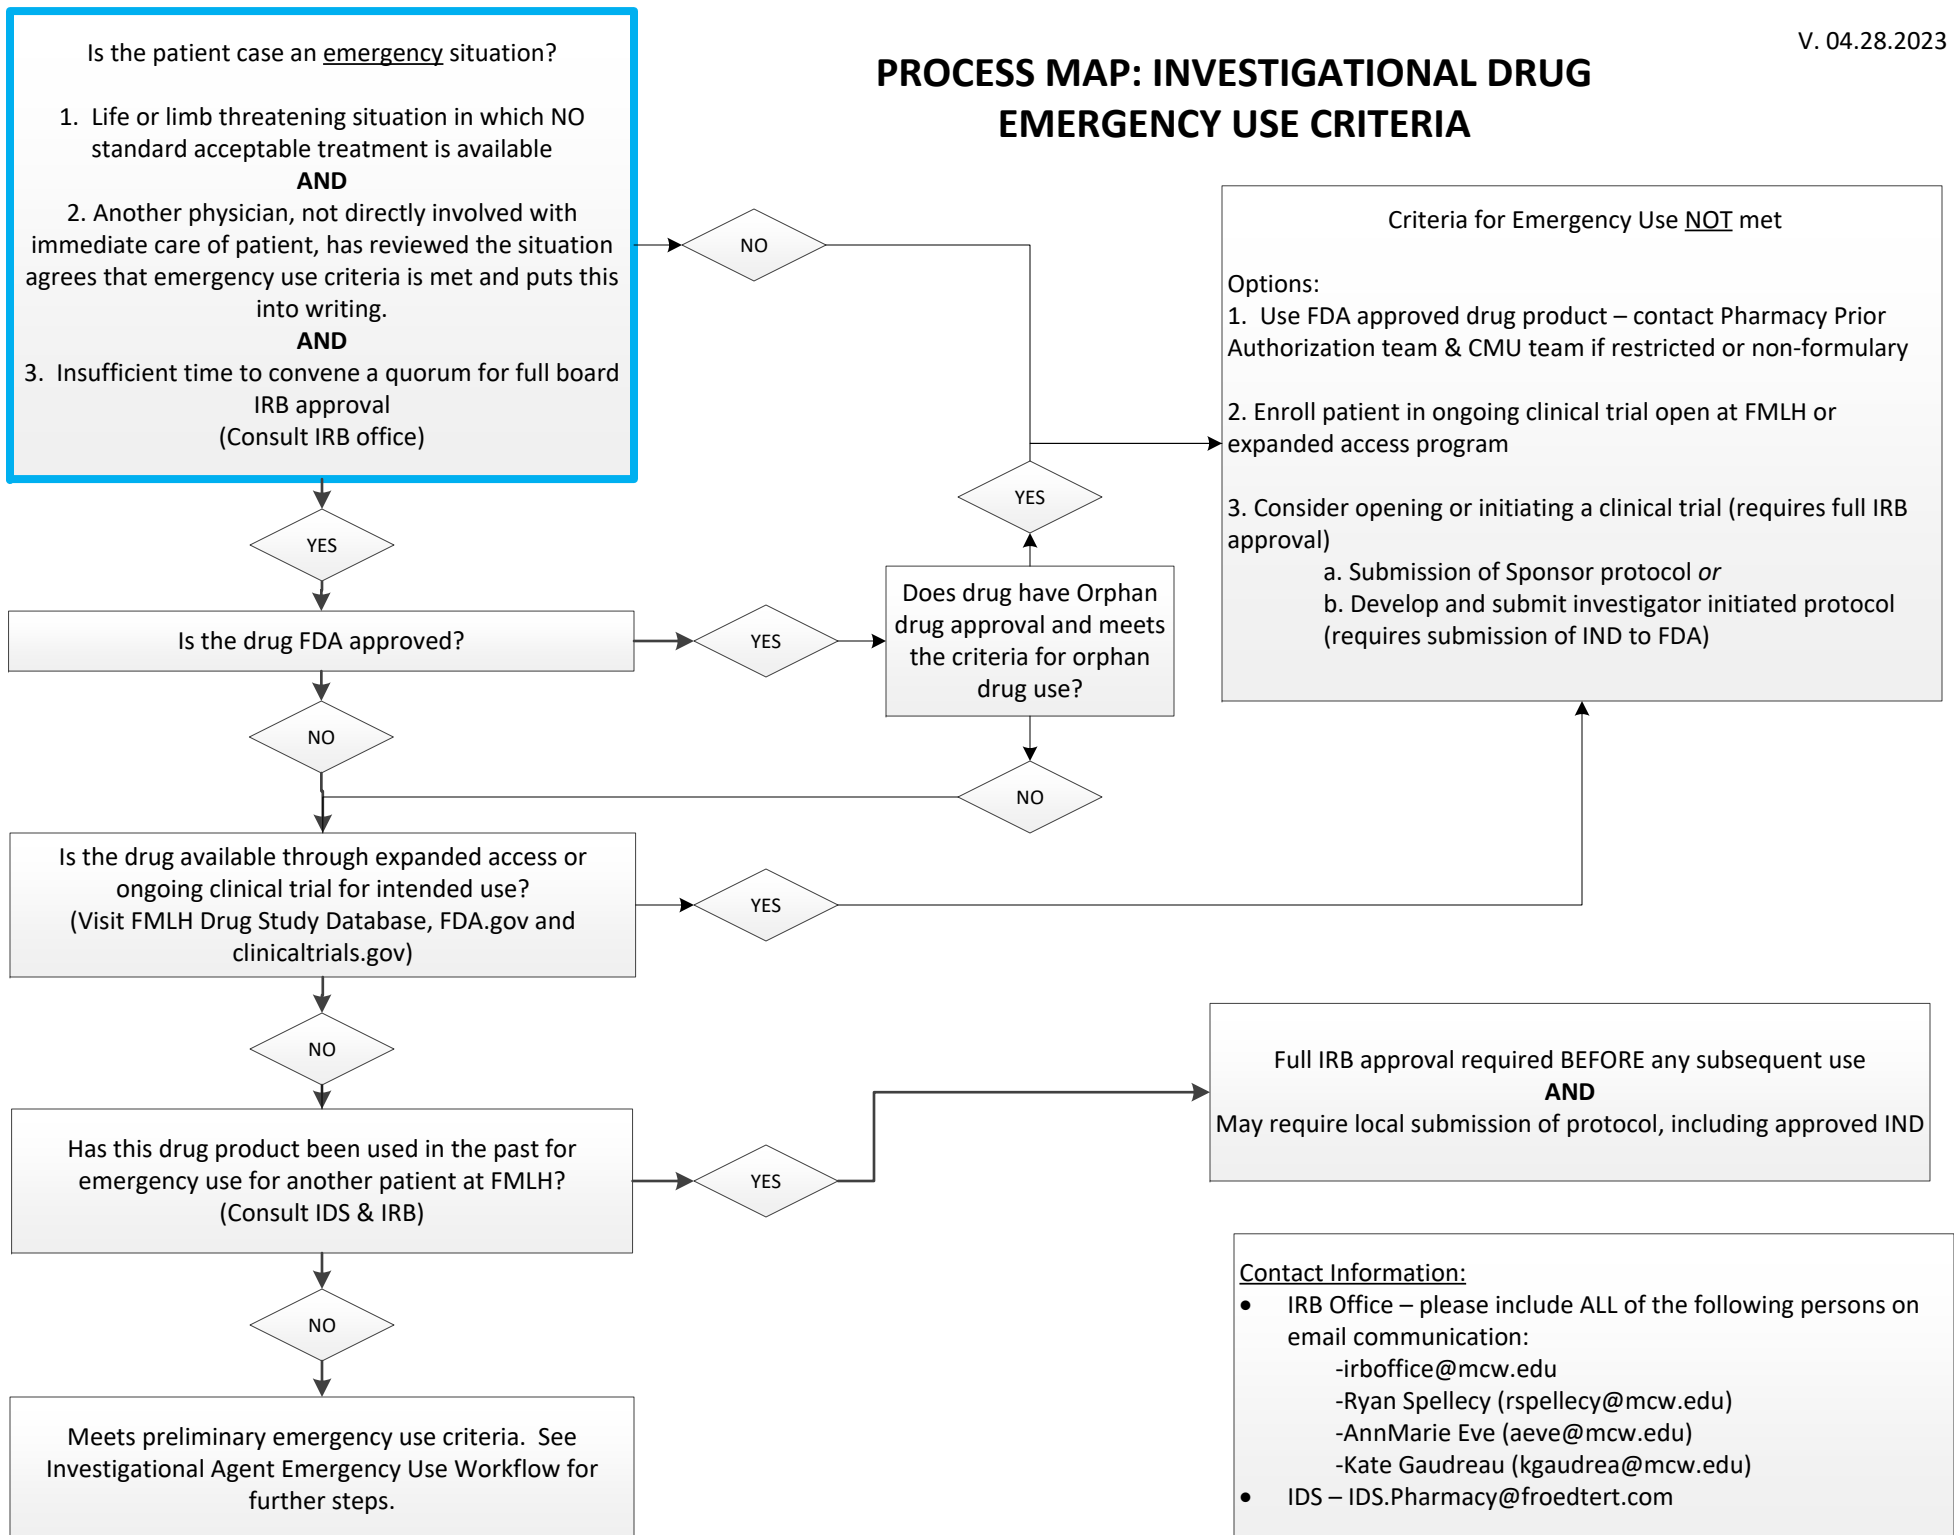 V. 04.28.2023
PROCESS MAP: INVESTIGATIONAL DRUG
EMERGENCY USE CRITERIA
Is the patient case an emergency situation?
1. Life or limb threatening situation in which NO
standard acceptable treatment is available
AND
2. Another physician, not directly involved with
immediate care of patient, has reviewed the situation
agrees that emergency use criteria is met and puts this
into writing.
AND
3. Insufficient time to convene a quorum for full board
IRB approval
(Consult IRB office)
NO
Criteria for Emergency Use NOT met
Options:
1. Use FDA approved drug product – contact Pharmacy Prior
Authorization team & CMU team if restricted or non-formulary
2. Enroll patient in ongoing clinical trial open at FMLH or
expanded access program
3. Consider opening or initiating a clinical trial (requires full IRB
approval)
a. Submission of Sponsor protocol or
b. Develop and submit investigator initiated protocol
(requires submission of IND to FDA)
YES
YES
Is the drug FDA approved?
YES
Does drug have Orphan
drug approval and meets
the criteria for orphan
drug use?
NO
NO
Is the drug available through expanded access or
ongoing clinical trial for intended use?
(Visit FMLH Drug Study Database, FDA.gov and
clinicaltrials.gov)
YES
NO
Has this drug product been used in the past for
emergency use for another patient at FMLH?
(Consult IDS & IRB)
YES
Full IRB approval required BEFORE any subsequent use
AND
May require local submission of protocol, including approved IND
NO
Meets preliminary emergency use criteria. See
Investigational Agent Emergency Use Workflow for
further steps.
Contact Information:
• IRB Office – please include ALL of the following persons on
email communication:
-irboffice@mcw.edu
-Ryan Spellecy (rspellecy@mcw.edu)
-AnnMarie Eve (aeve@mcw.edu)
-Kate Gaudreau (kgaudrea@mcw.edu)
• IDS – IDS.Pharmacy@froedtert.com